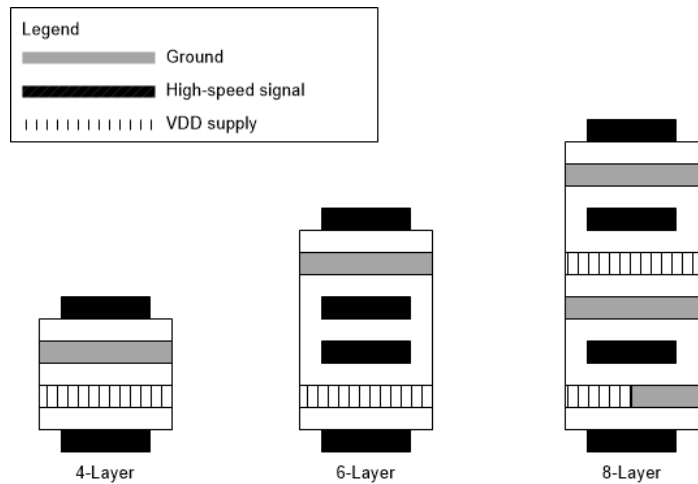 Legend
Ground
High-speed signal
VDD supply
4-Layer
6-Layer
8-Layer